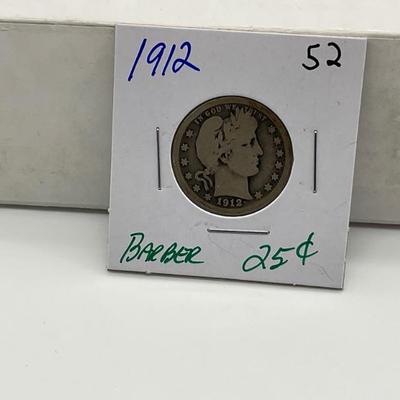 1912 52
IN GOD WE TRUST
1912
BARBER 25¢